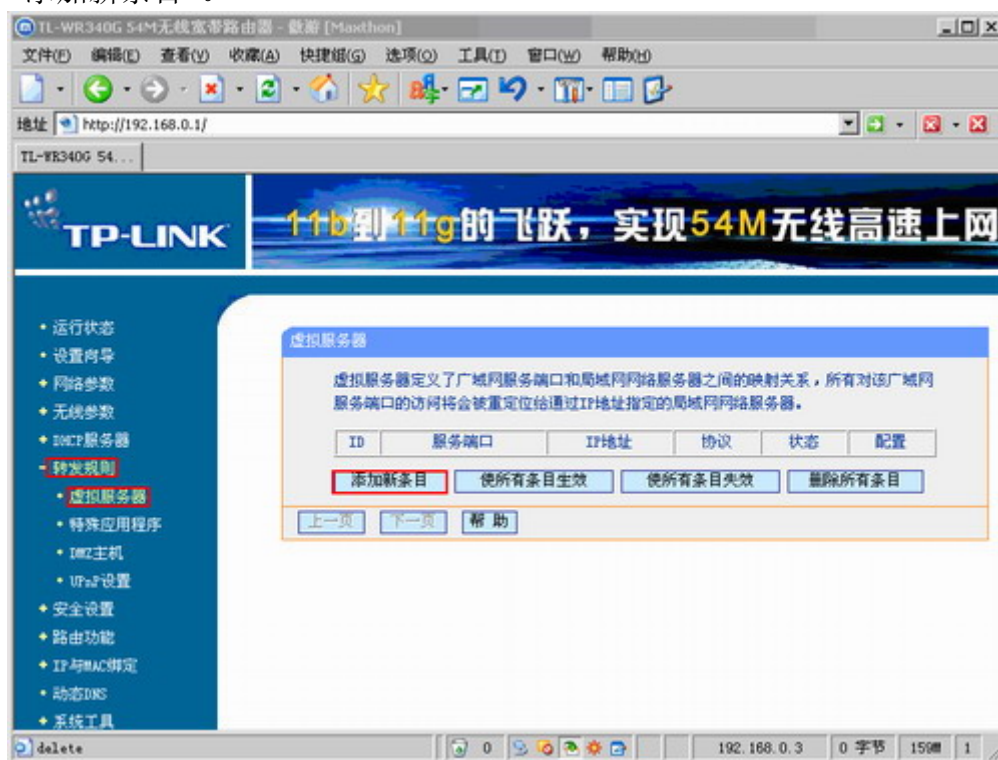 TL-WR340G 54M无线宽带路由器 - 傲游 [Maxthon]
文件(F) 编辑(E) 查看(V) 收藏(A) 快捷组(G) 选项(O) 工具(T) 窗口(W) 帮助(H)
地址 http://192.168.0.1/
TL-WR340G 54...
TP-LINK
11b到11g的飞跃，实现54M无线高速上网
• 运行状态
• 设置向导
+ 网络参数
+ 无线参数
+ DHCP服务器
- 转发规则
• 虚拟服务器
• 特殊应用程序
• DMZ主机
• UPnP设置
+ 安全设置
+ 路由功能
+ IP与MAC绑定
• 动态DNS
+ 系统工具
虚拟服务器
虚拟服务器定义了广域网服务端口和局域网网络服务器之间的映射关系，所有对该广域网
服务端口的访问将会被重定位给通过IP地址指定的局域网网络服务器。
ID 服务端口 IP地址 协议 状态 配置
添加新条目 使所有条目生效 使所有条目失效 删除所有条目
上一页 下一页 帮 助
delete 0 192.168.0.3 0 字节 159M 1